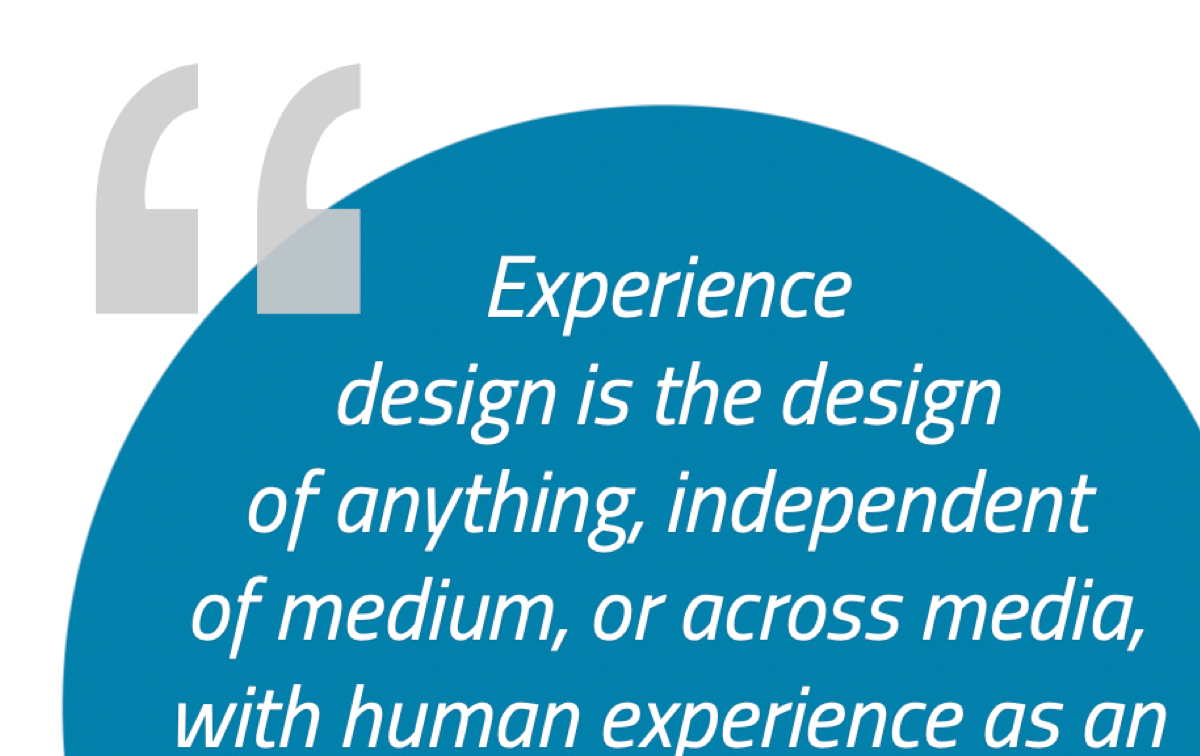 “
Experience
design is the design
of anything, independent
of medium, or across media,
with human experience as an